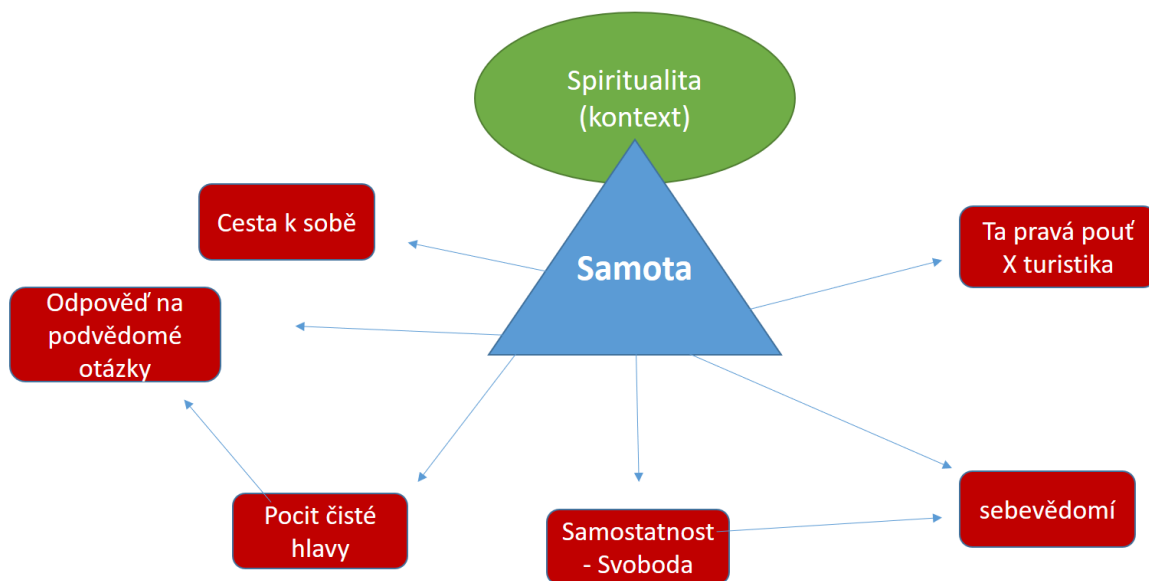 Spiritualita
(kontext)
Samota
Cesta k sobě
Ta pravá pouť
X turistika
Odpověď na
podvědomé
otázky
Pocit čisté
hlavy
Samostatnost
- Svoboda
sebevědomí